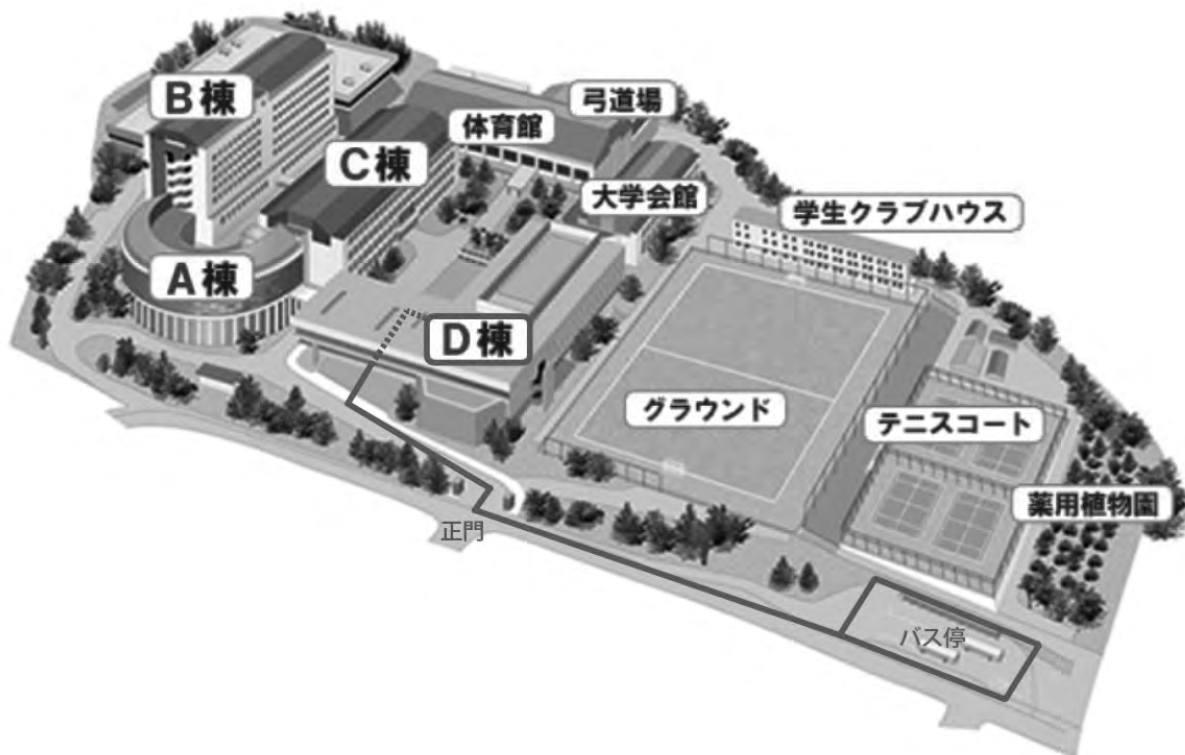 B棟
弓道場
体育館
C棟
大学会館
学生クラブハウス
A棟
D棟
グラウンド
テニスコート
薬用植物園
正門
バス停